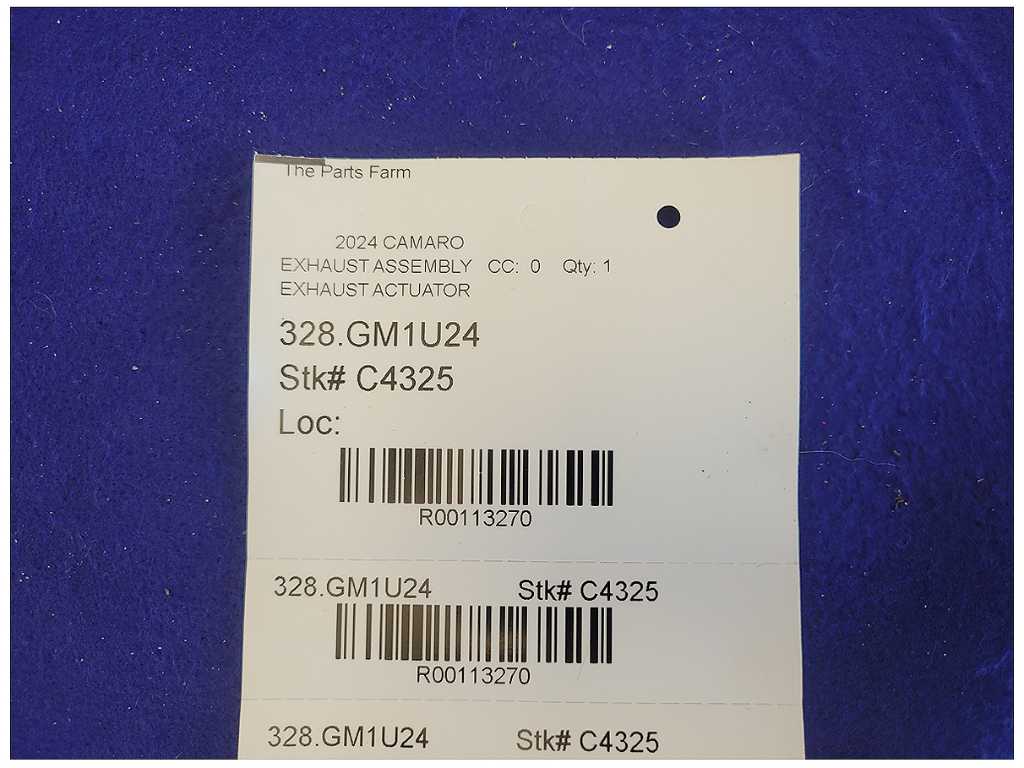 The Parts Farm
2024 CAMARO
EXHAUST ASSEMBLY CC: 0 Qty: 1
EXHAUST ACTUATOR
328.GM1U24
Stk# C4325
Loc:
R00113270
328.GM1U24 Stk# C4325
R00113270
328.GM1U24 Stk# C4325